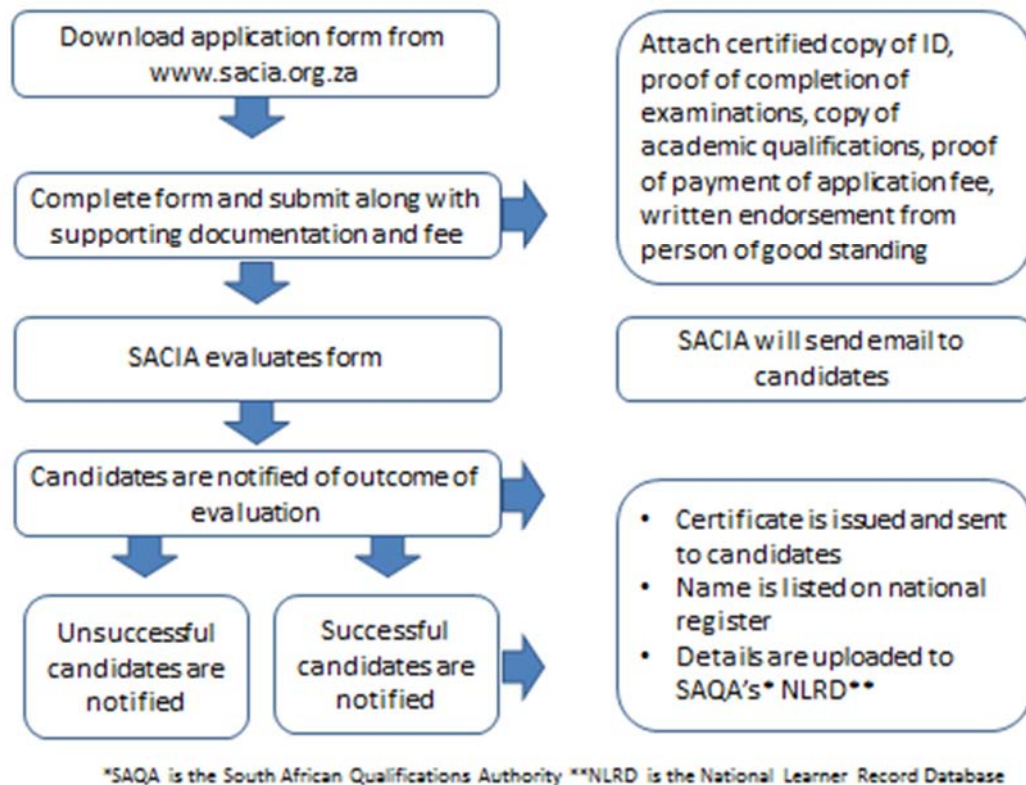 Download application form from
www.sacia.org.za
Attach certified copy of ID,
proof of completion of
examinations, copy of
academic qualifications, proof
of payment of application fee,
written endorsement from
person of good standing
Complete form and submit along with
supporting documentation and fee
SACIA evaluates form
SACIA will send email to
candidates
Candidates are notified of outcome of
evaluation
Unsuccessful
candidates are
notified
Successful
candidates are
notified
• Certificate is issued and sent
to candidates
• Name is listed on national
register
• Details are uploaded to
SAQA's* NLRD**
*SAQA is the South African Qualifications Authority **NLRD is the National Learner Record Database